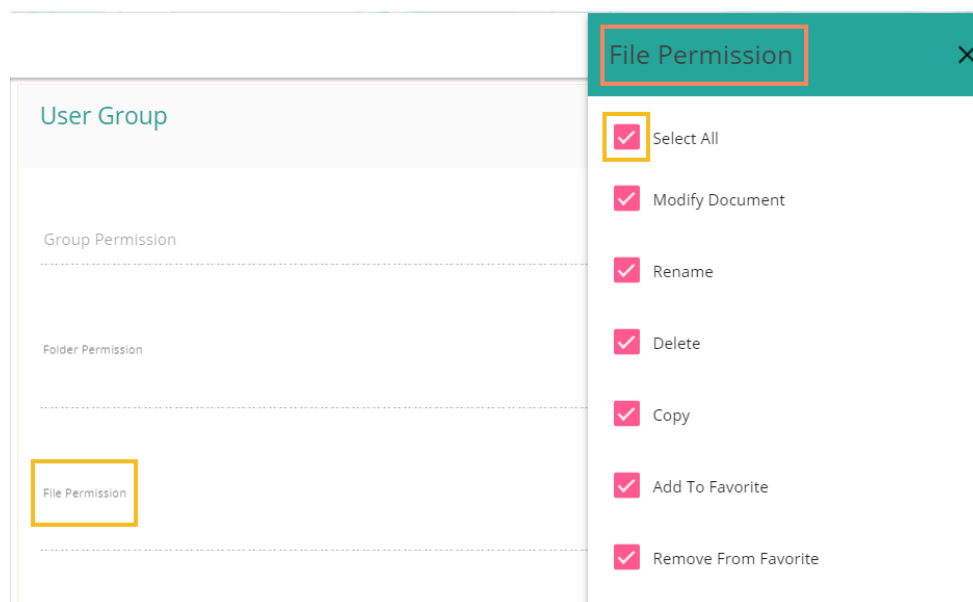 File Permission
User Group
Select All
Modify Document
Group Permission
Rename
Folder Permission
Delete
Copy
File Permission
Add To Favorite
Remove From Favorite